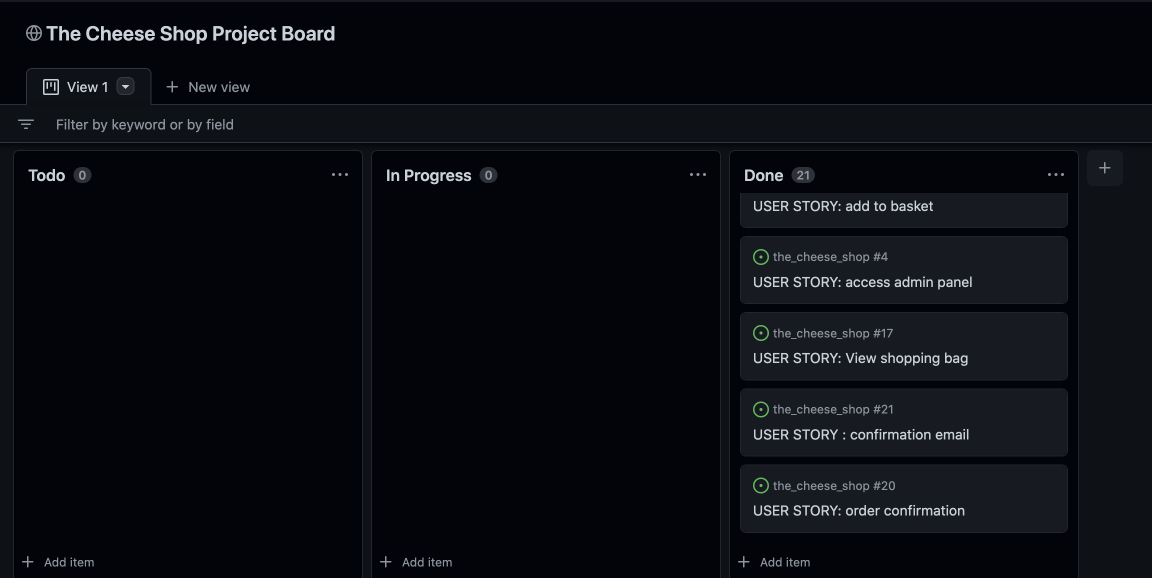 The Cheese Shop Project Board
View 1
New view
Filter by keyword or by field
Todo 0
In Progress 0
Done 21
USER STORY: add to basket
the_cheese_shop #4
USER STORY: access admin panel
the_cheese_shop #17
USER STORY: View shopping bag
the_cheese_shop #21
USER STORY : confirmation email
the_cheese_shop #20
USER STORY: order confirmation
Add item
Add item
Add item